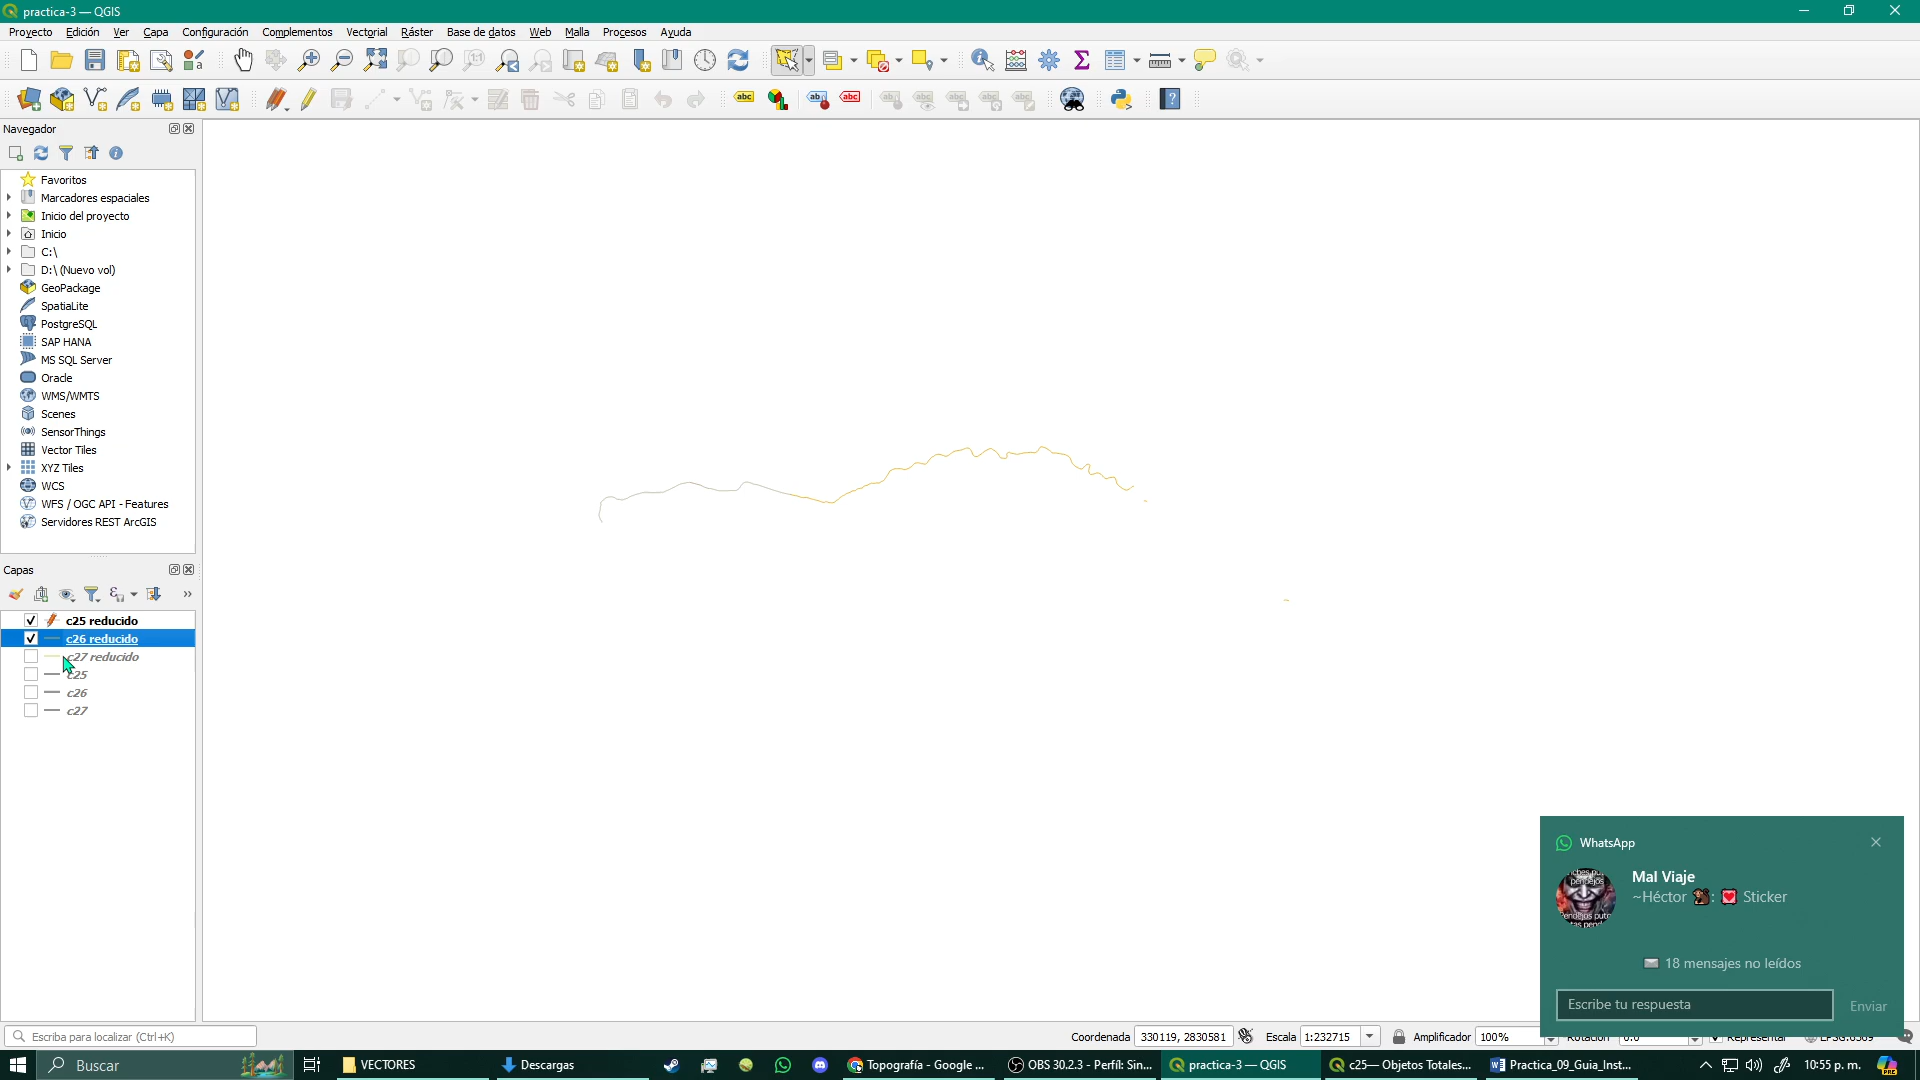 practica-3 — QGIS
Proyecto Edición Ver Capa Configuración Complementos Vectorial Ráster Base de datos Web Malla Procesos Ayuda
Navegador
Favoritos
Marcadores espaciales
Inicio del proyecto
Inicio
C:\
D:\ (Nuevo vol)
GeoPackage
SpatiaLite
PostgreSQL
SAP HANA
MS SQL Server
Oracle
WMS/WMTS
Scenes
SensorThings
Vector Tiles
XYZ Tiles
WCS
WFS / OGC API - Features
Servidores REST ArcGIS
Capas
c25 reducido
c26 reducido
c27 reducido
c25
c26
c27
WhatsApp
Mal Viaje
~Héctor : Sticker
18 mensajes no leídos
Escribe tu respuesta Enviar
Escriba para localizar (Ctrl+K) Coordenada 330119, 2830581 Escala 1:232715 Amplificador 100%
Buscar VECTORES Descargas Topografía - Google ... OBS 30.2.3 - Perfil: Sin... practica-3 — QGIS c25— Objetos Totales... Practica_09_Guia_Inst... 10:55 p. m.